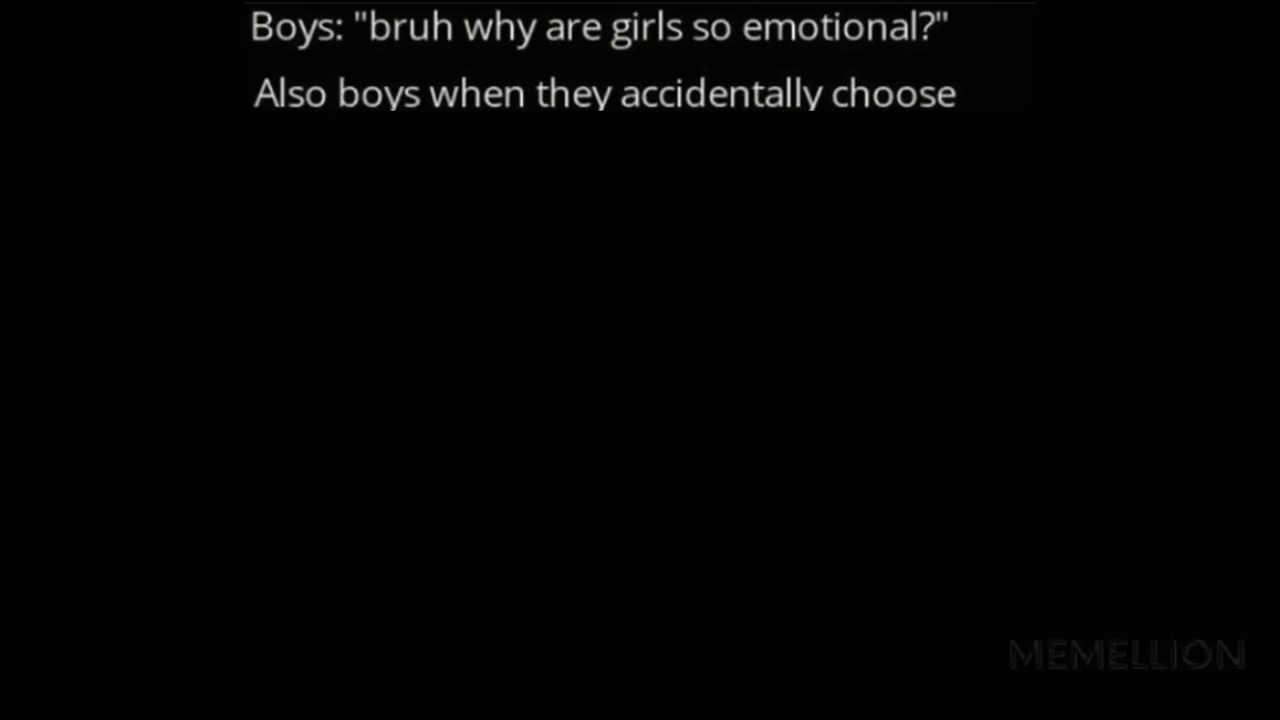 Boys: "bruh why are girls so emotional?"
Also boys when they accidentally choose
MEMELLION